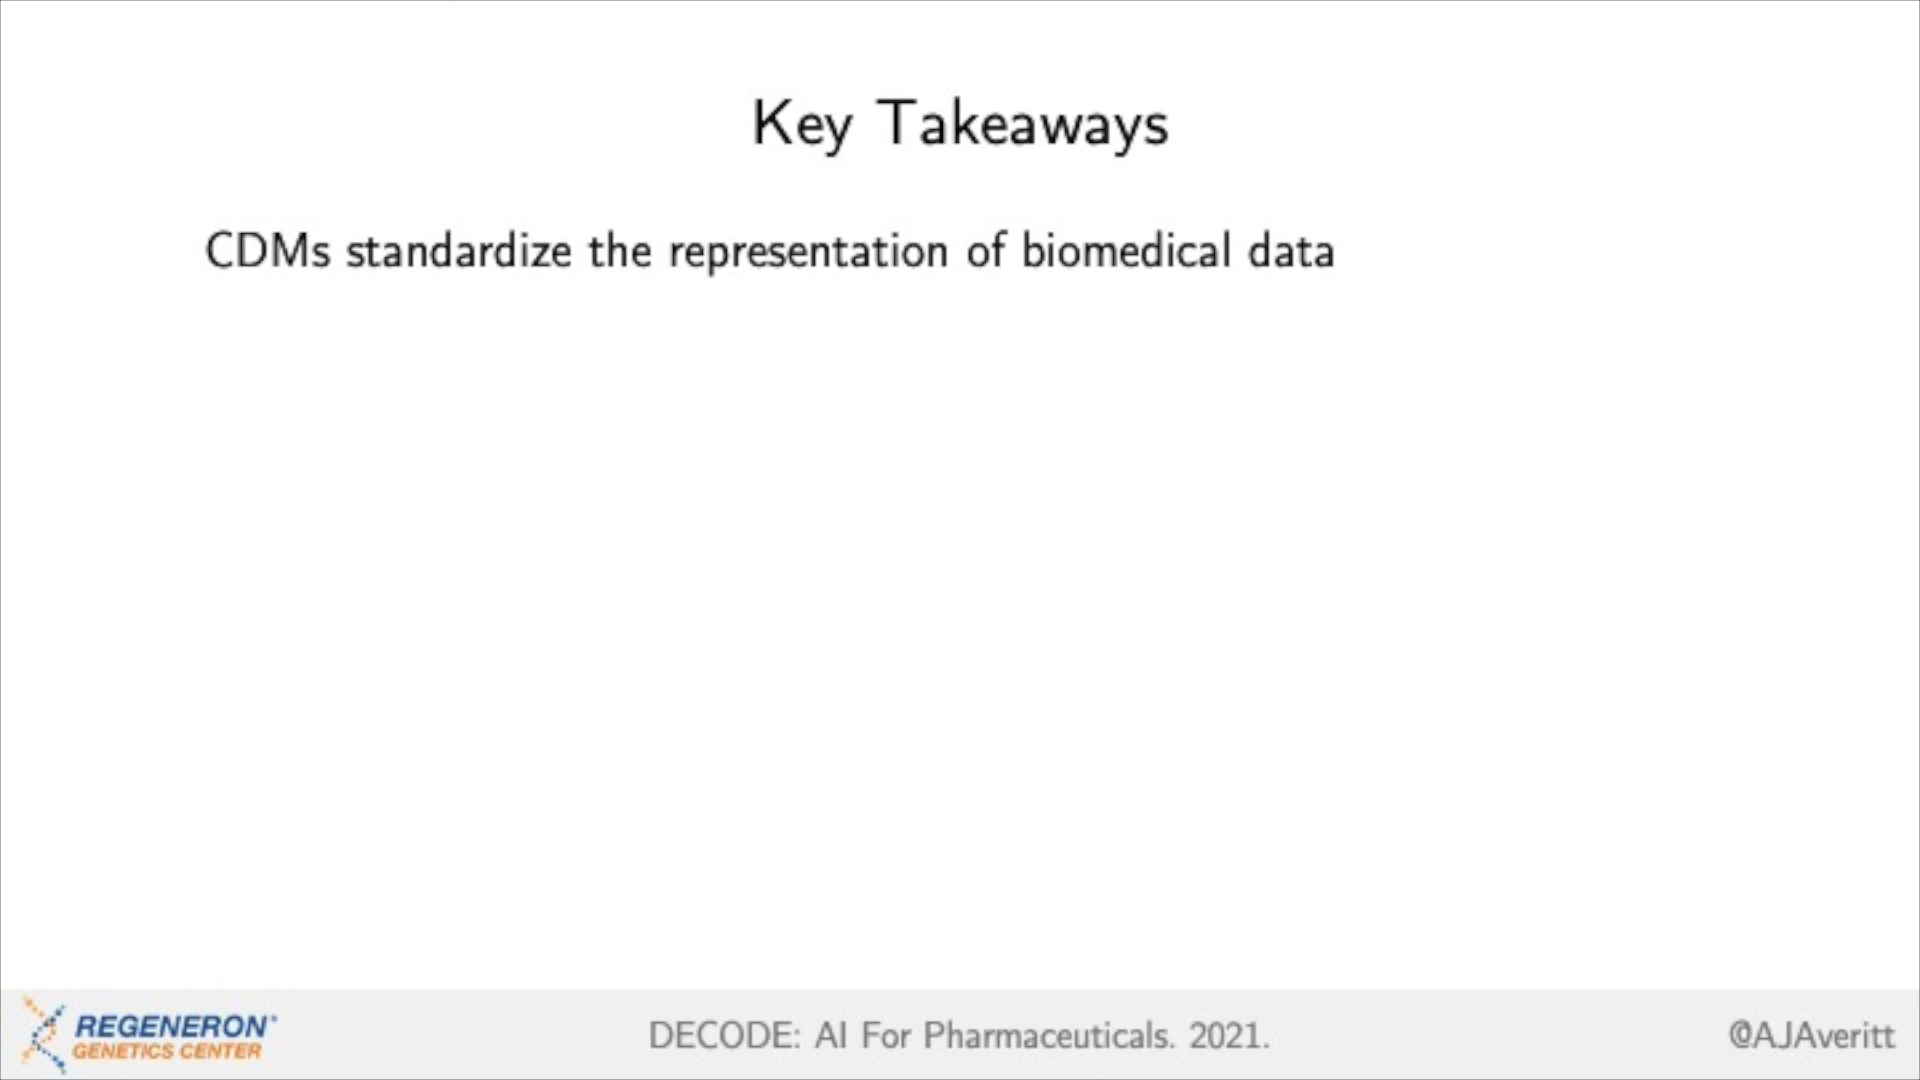 Key Takeaways
CDMs standardize the representation of biomedical data
REGENERON®
GENETICS CENTER
DECODE: AI For Pharmaceuticals. 2021.
@AJAveritt